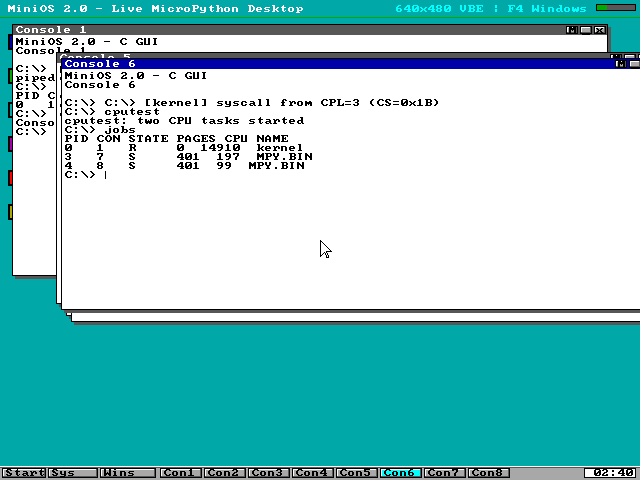 MiniOS 2.0 - Live MicroPython Desktop 640x480 VBE | F4 Windows
Console 1
MiniOS 2.0 - C GUI
C:\>
piped
C:\>
PID C
0 1
C:\>
Conso
C:\>
Console 5
Console 6
MiniOS 2.0 - C GUI
Console 6
C:\> C:\> [kernel] syscall from CPL=3 (CS=0x1B)
C:\> cputest
cputest: two CPU tasks started
C:\> jobs
PID CON STATE PAGES CPU NAME
0 1 R 0 14910 kernel
3 7 S 401 197 MPY.BIN
4 8 S 401 99 MPY.BIN
C:\>
Start Sys Wins Con1 Con2 Con3 Con4 Con5 Con6 Con7 Con8 02:40